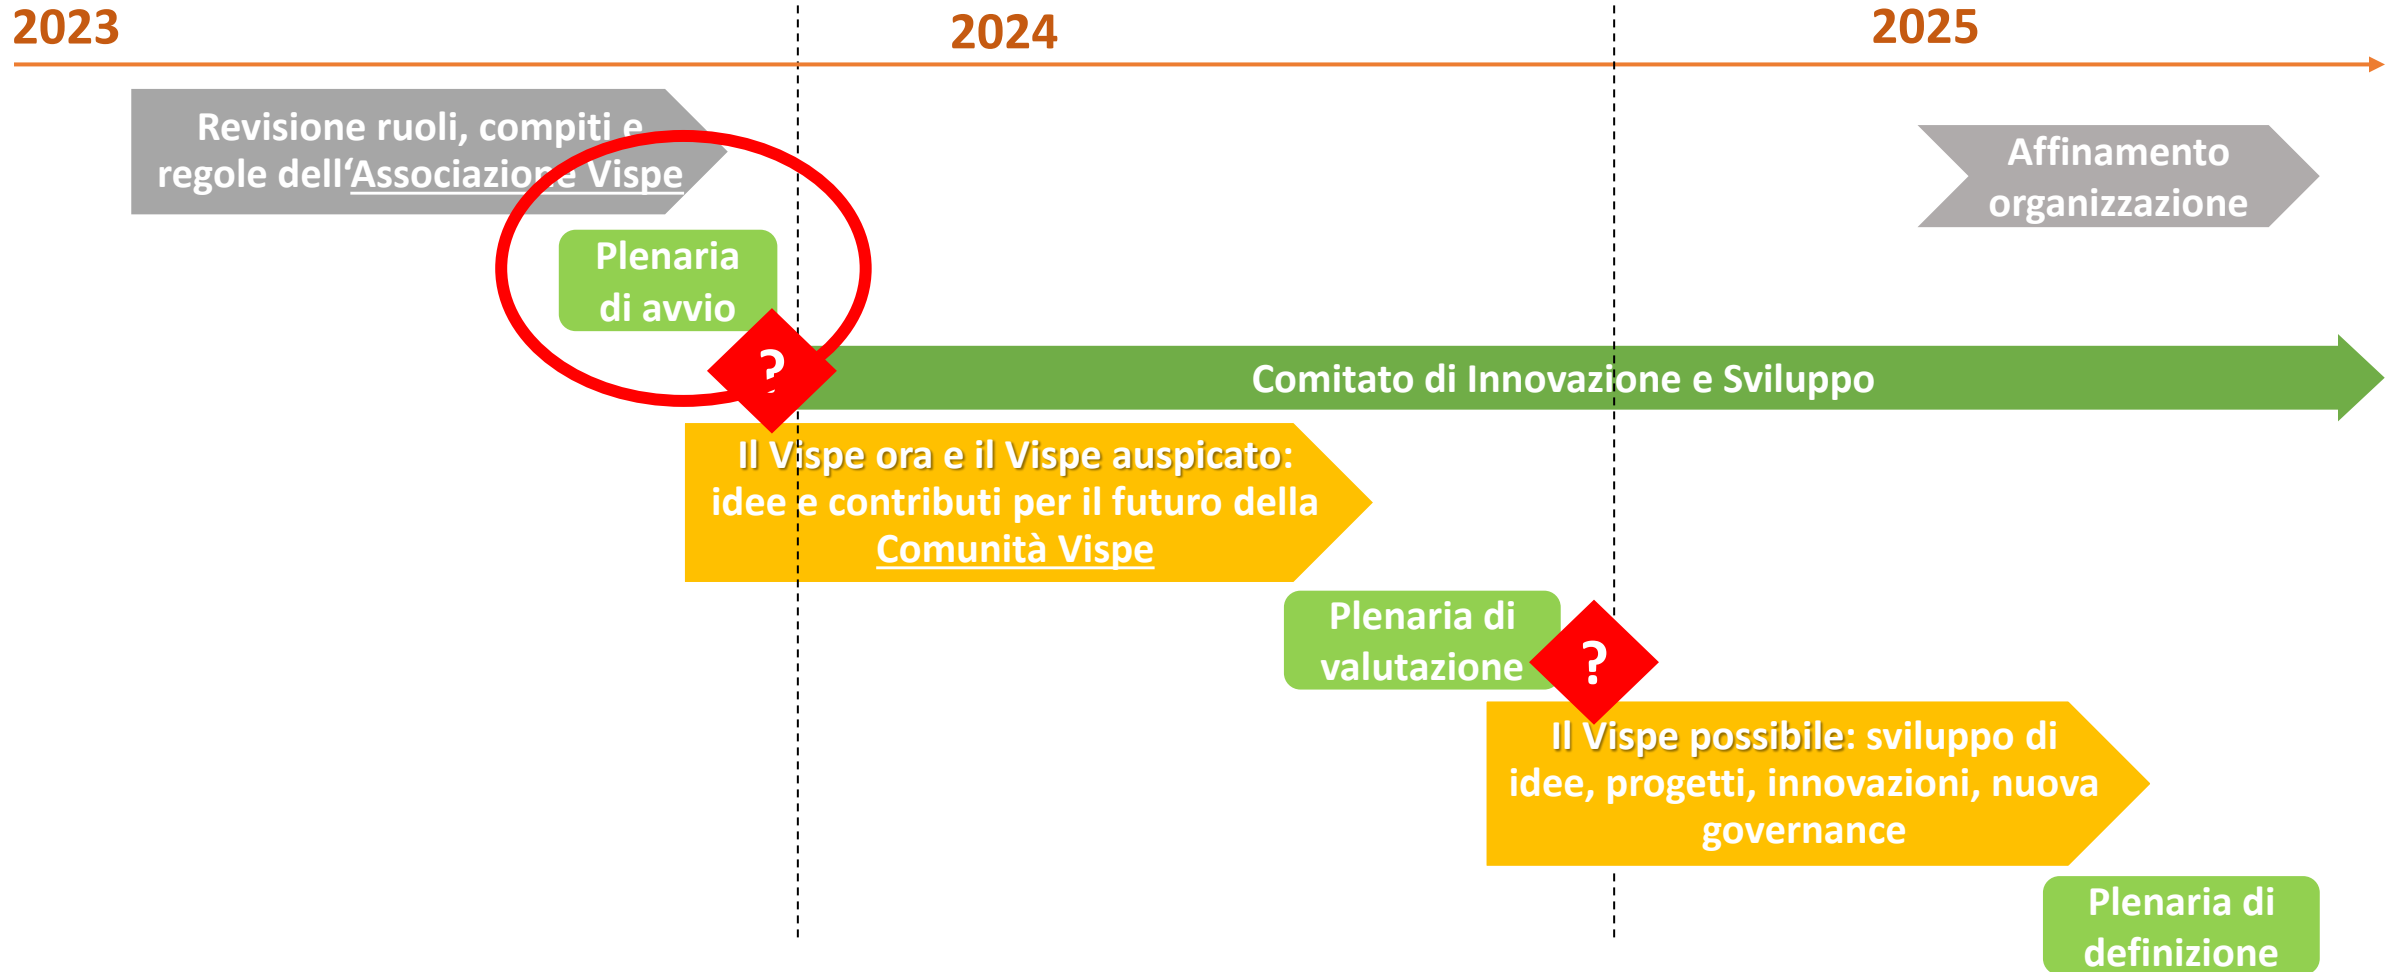 2023
2024
2025
Revisione ruoli, compiti e
regole dell‘Associazione Vispe
Affinamento
organizzazione
Plenaria
di avvio
?
Comitato di Innovazione e Sviluppo
Il Vispe ora e il Vispe auspicato:
idee e contributi per il futuro della
Comunità Vispe
Plenaria di
valutazione
?
Il Vispe possibile: sviluppo di
idee, progetti, innovazioni, nuova
governance
Plenaria di
definizione